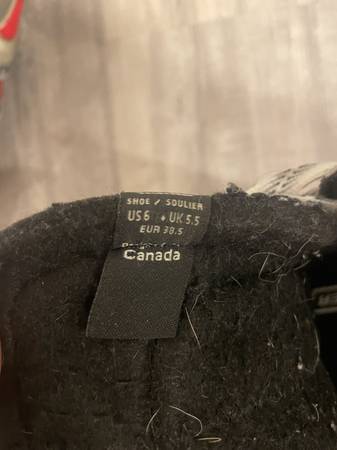 SHOE / SOULIER
US 6 • UK 5.5
EUR 38.5
Canada